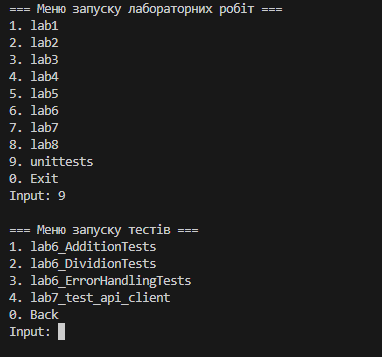 === Меню запуску лабораторних робіт ===
1. lab1
2. lab2
3. lab3
4. lab4
5. lab5
6. lab6
7. lab7
8. lab8
9. unittests
0. Exit
Input: 9
=== Меню запуску тестів ===
1. lab6_AdditionTests
2. lab6_DividionTests
3. lab6_ErrorHandlingTests
4. lab7_test_api_client
0. Back
Input: